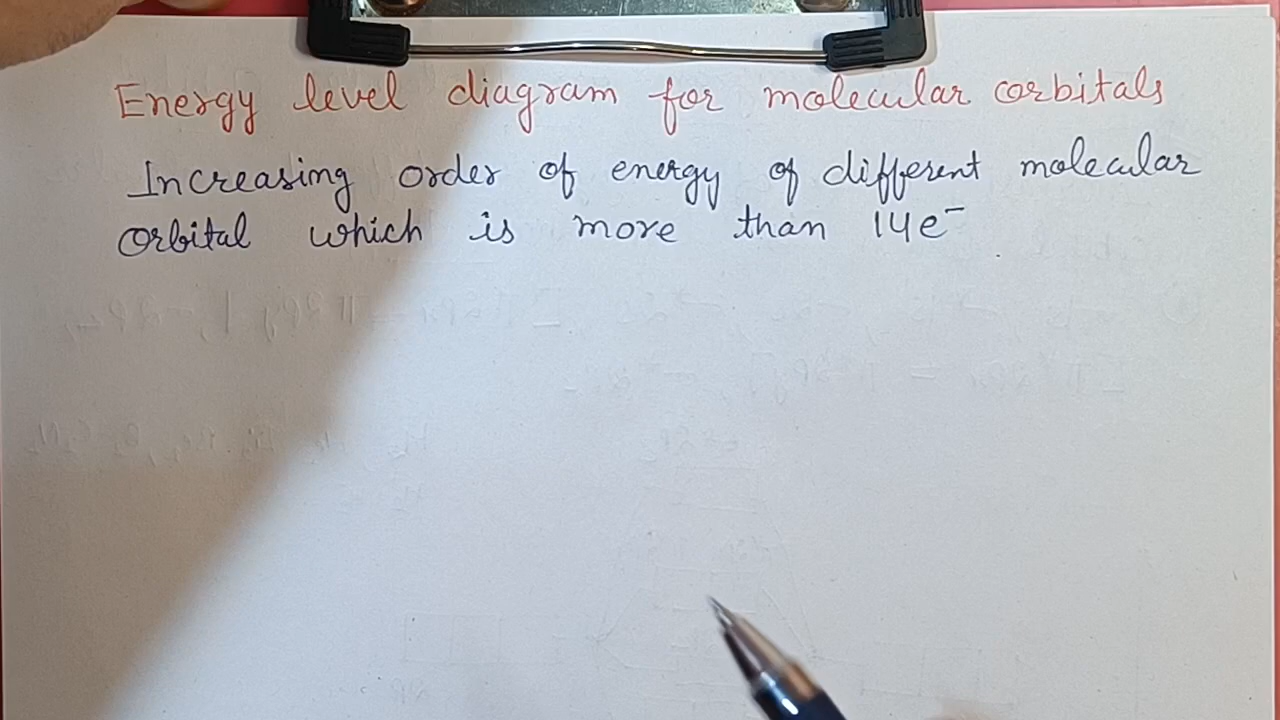 Energy level diagram for molecular orbitals
Increasing order of energy of different molecular
orbital which is more than 14e⁻